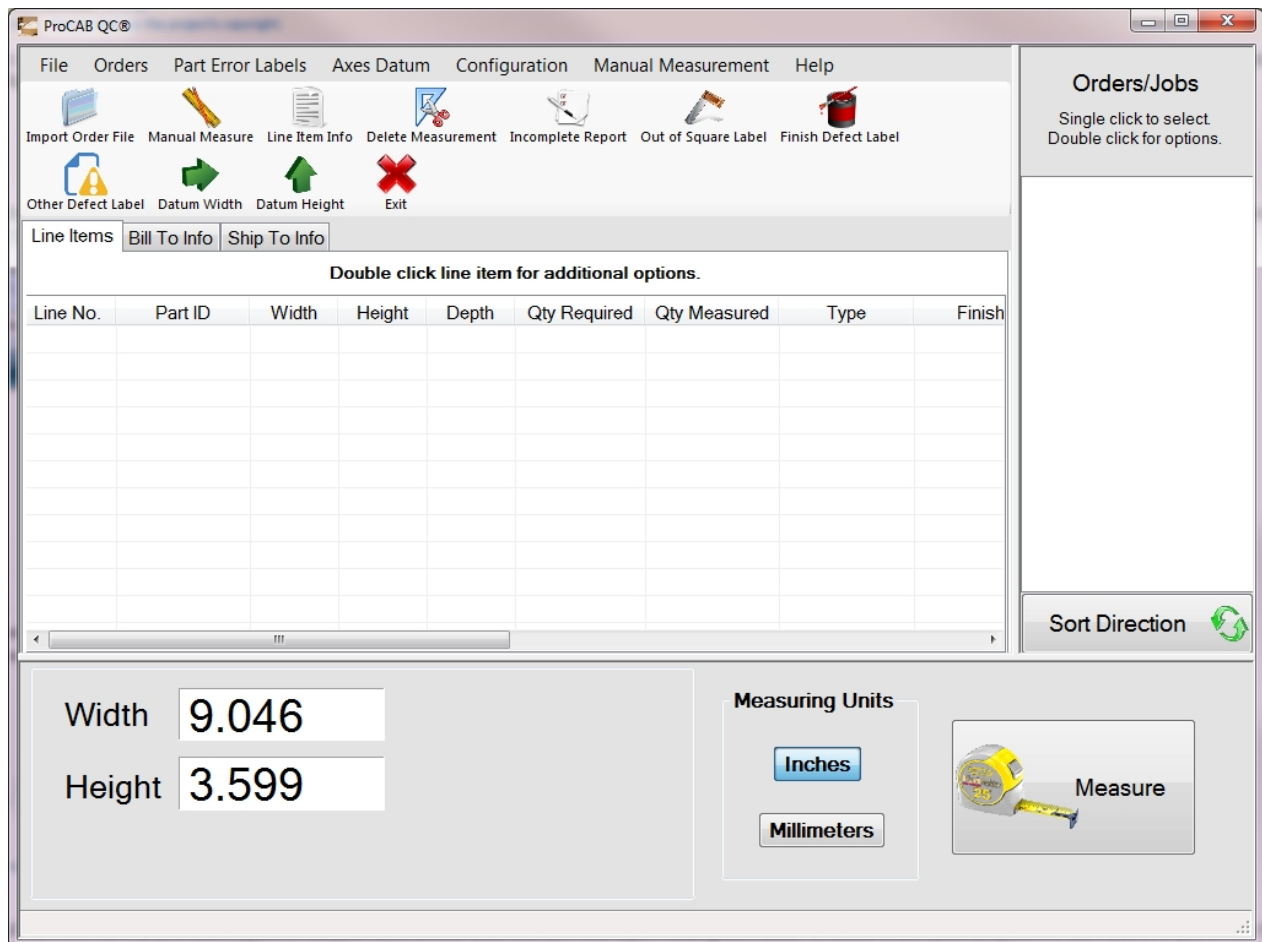 ProCAB QC®
File Orders Part Error Labels Axes Datum Configuration Manual Measurement Help
Import Order File Manual Measure Line Item Info Delete Measurement Incomplete Report Out of Square Label Finish Defect Label
Other Defect Label Datum Width Datum Height Exit
Line Items Bill To Info Ship To Info
Double click line item for additional options.
Line No. Part ID Width Height Depth Qty Required Qty Measured Type Finish
Orders/Jobs
Single click to select.
Double click for options.
Sort Direction
Width 9.046
Height 3.599
Measuring Units
Inches
Millimeters
Measure